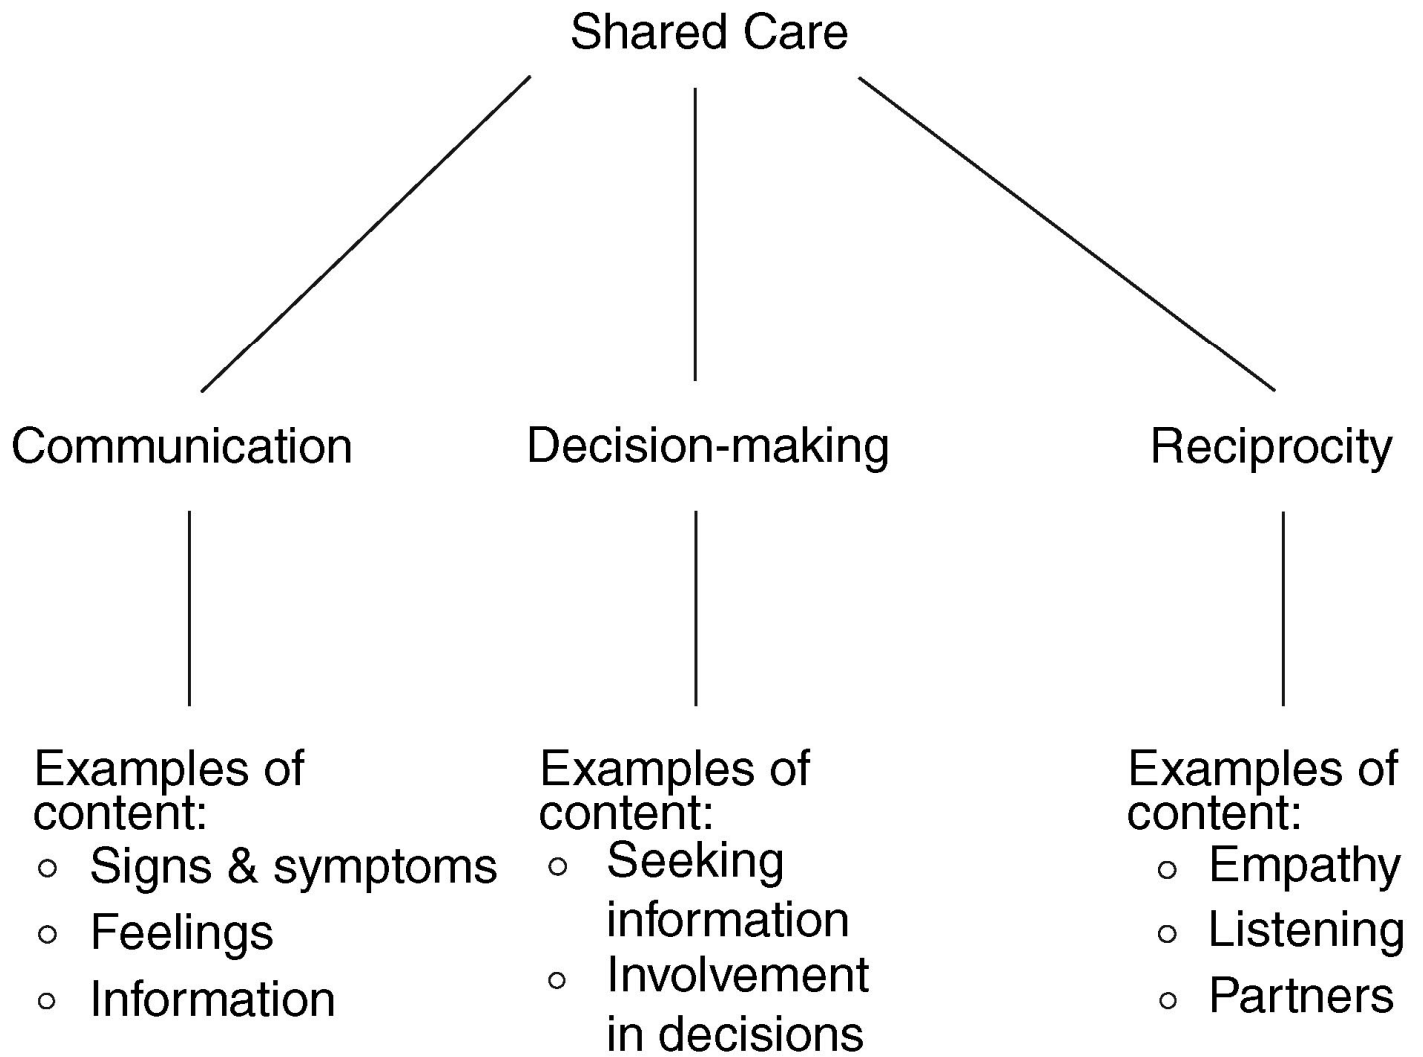 Shared Care
Communication
Decision-making
Reciprocity
Examples of
content:
○ Signs & symptoms
○ Feelings
○ Information
Examples of
content:
○ Seeking
information
○ Involvement
in decisions
Examples of
content:
○ Empathy
○ Listening
○ Partners